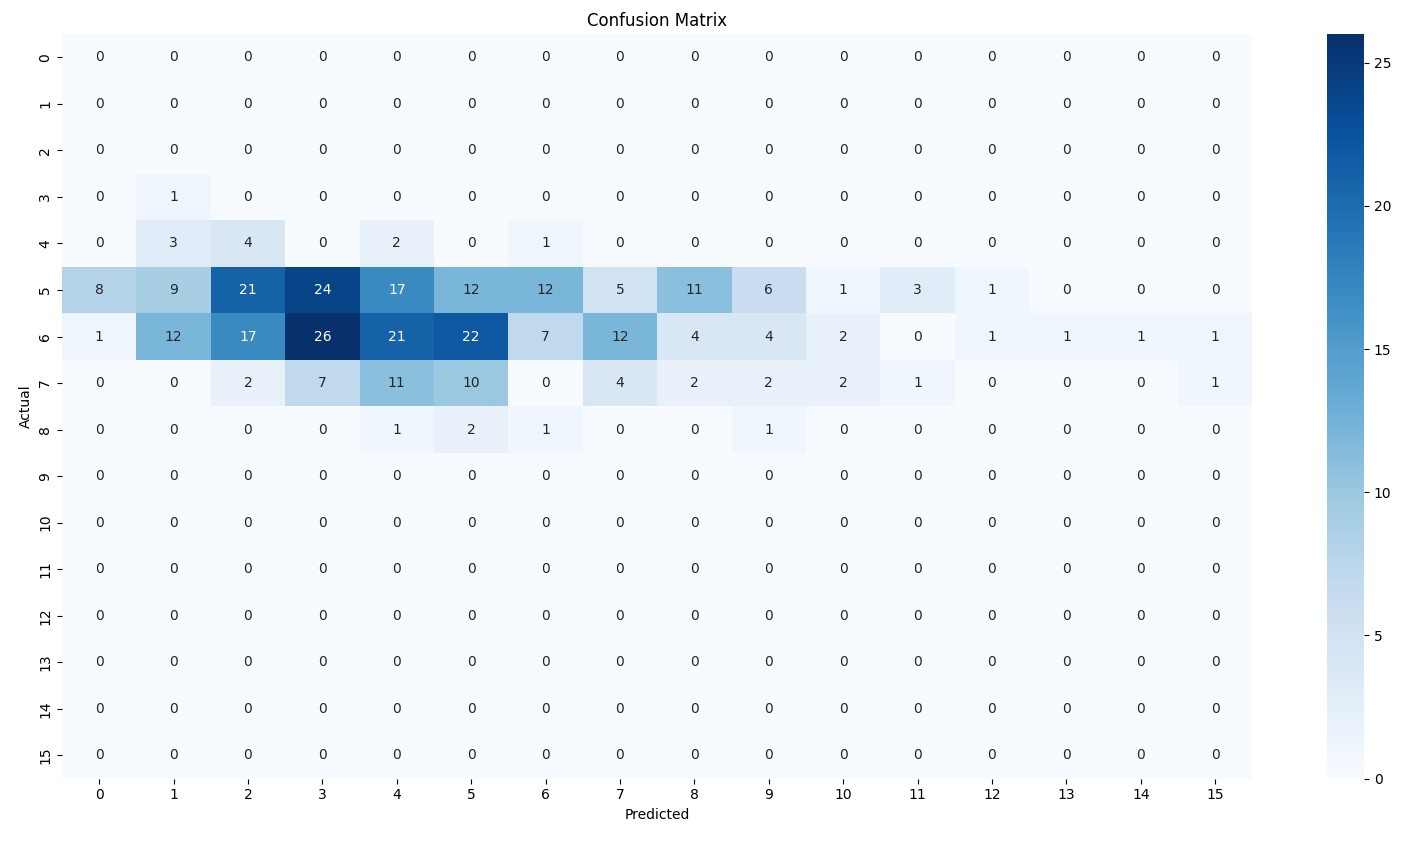 Confusion Matrix
0 0 0 0 0 0 0 0 0 0 0 0 0 0 0 0 0
1 0 0 0 0 0 0 0 0 0 0 0 0 0 0 0 0
2 0 0 0 0 0 0 0 0 0 0 0 0 0 0 0 0
3 0 1 0 0 0 0 0 0 0 0 0 0 0 0 0 0
4 0 3 4 0 2 0 1 0 0 0 0 0 0 0 0 0
5 8 9 21 24 17 12 12 5 11 6 1 3 1 0 0 0
6 1 12 17 26 21 22 7 12 4 4 2 0 1 1 1 1
7 0 0 2 7 11 10 0 4 2 2 2 1 0 0 0 1
8 0 0 0 0 1 2 1 0 0 1 0 0 0 0 0 0
9 0 0 0 0 0 0 0 0 0 0 0 0 0 0 0 0
10 0 0 0 0 0 0 0 0 0 0 0 0 0 0 0 0
11 0 0 0 0 0 0 0 0 0 0 0 0 0 0 0 0
12 0 0 0 0 0 0 0 0 0 0 0 0 0 0 0 0
13 0 0 0 0 0 0 0 0 0 0 0 0 0 0 0 0
14 0 0 0 0 0 0 0 0 0 0 0 0 0 0 0 0
15 0 0 0 0 0 0 0 0 0 0 0 0 0 0 0 0
0 1 2 3 4 5 6 7 8 9 10 11 12 13 14 15
Predicted
Actual
25
20
15
10
5
0